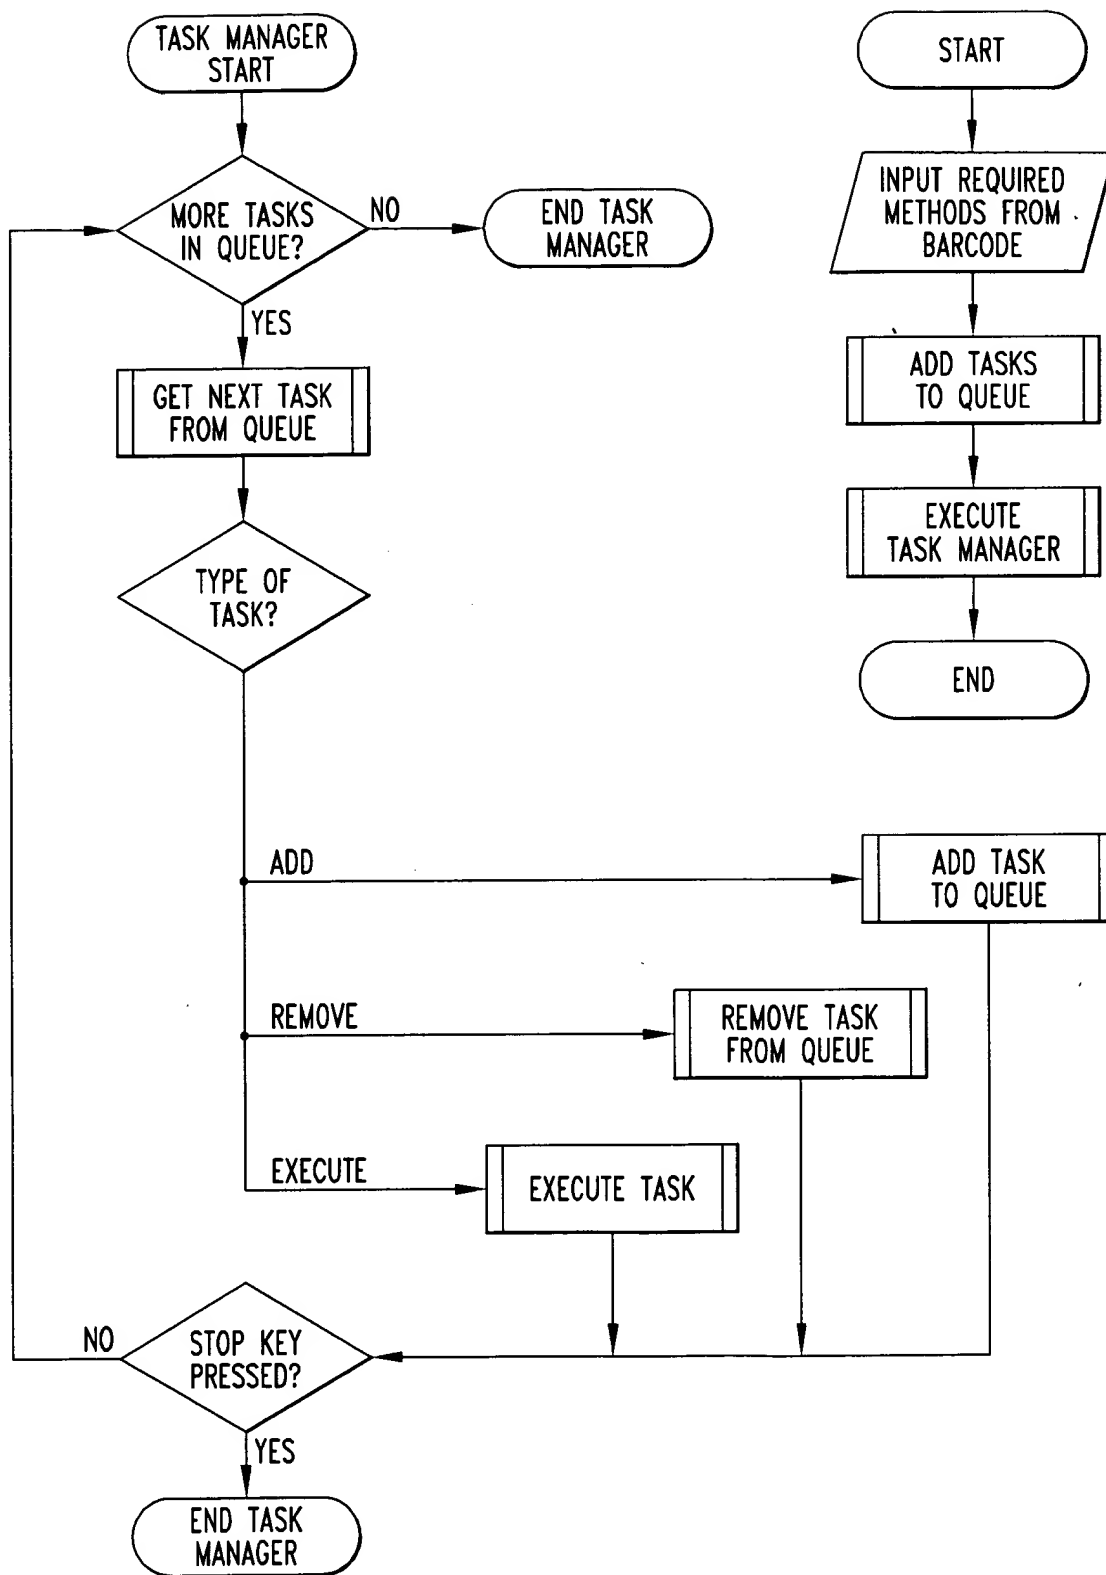 TASK MANAGER
START
MORE TASKS
IN QUEUE?
NO
END TASK
MANAGER
YES
GET NEXT TASK
FROM QUEUE
TYPE OF
TASK?
ADD
ADD TASK
TO QUEUE
REMOVE
REMOVE TASK
FROM QUEUE
EXECUTE
EXECUTE TASK
NO
STOP KEY
PRESSED?
YES
END TASK
MANAGER
START
INPUT REQUIRED
METHODS FROM
BARCODE
ADD TASKS
TO QUEUE
EXECUTE
TASK MANAGER
END